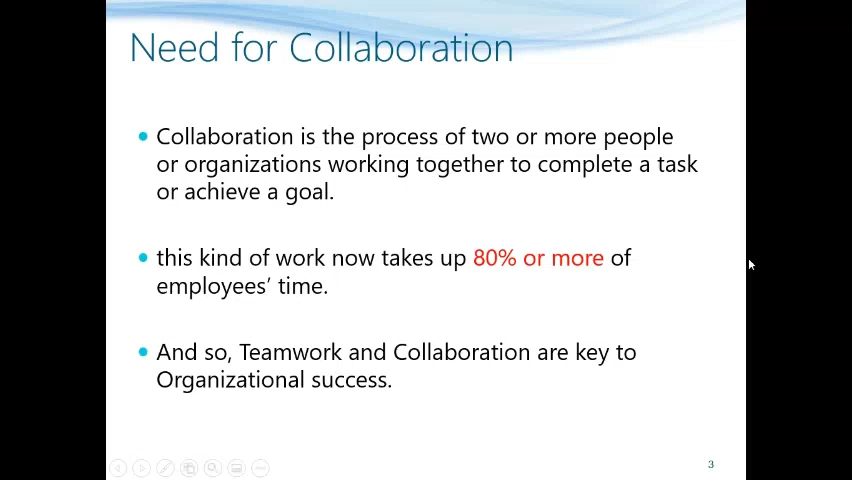 Need for Collaboration
• Collaboration is the process of two or more people
or organizations working together to complete a task
or achieve a goal.
• this kind of work now takes up 80% or more of
employees’ time.
• And so, Teamwork and Collaboration are key to
Organizational success.
3